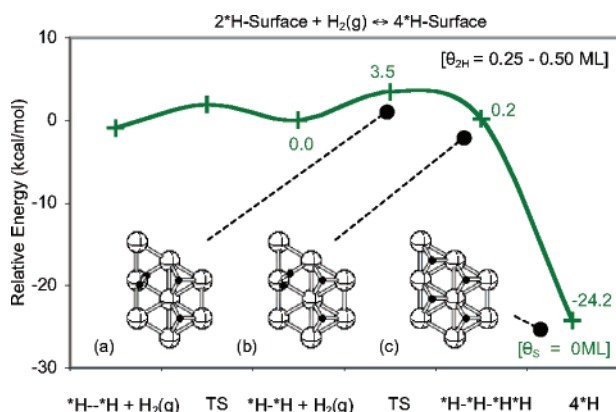 2*H-Surface + H₂(g) ↔ 4*H-Surface
Relative Energy (kcal/mol)
10
0
-10
-20
-30
[θ2H = 0.25 - 0.50 ML]
3.5
0.0
0.2
-24.2
(a)
(b)
(c)
[θS = 0ML]
*H--*H + H₂(g) TS *H-*H + H₂(g) TS *H-*H-*H*H 4*H